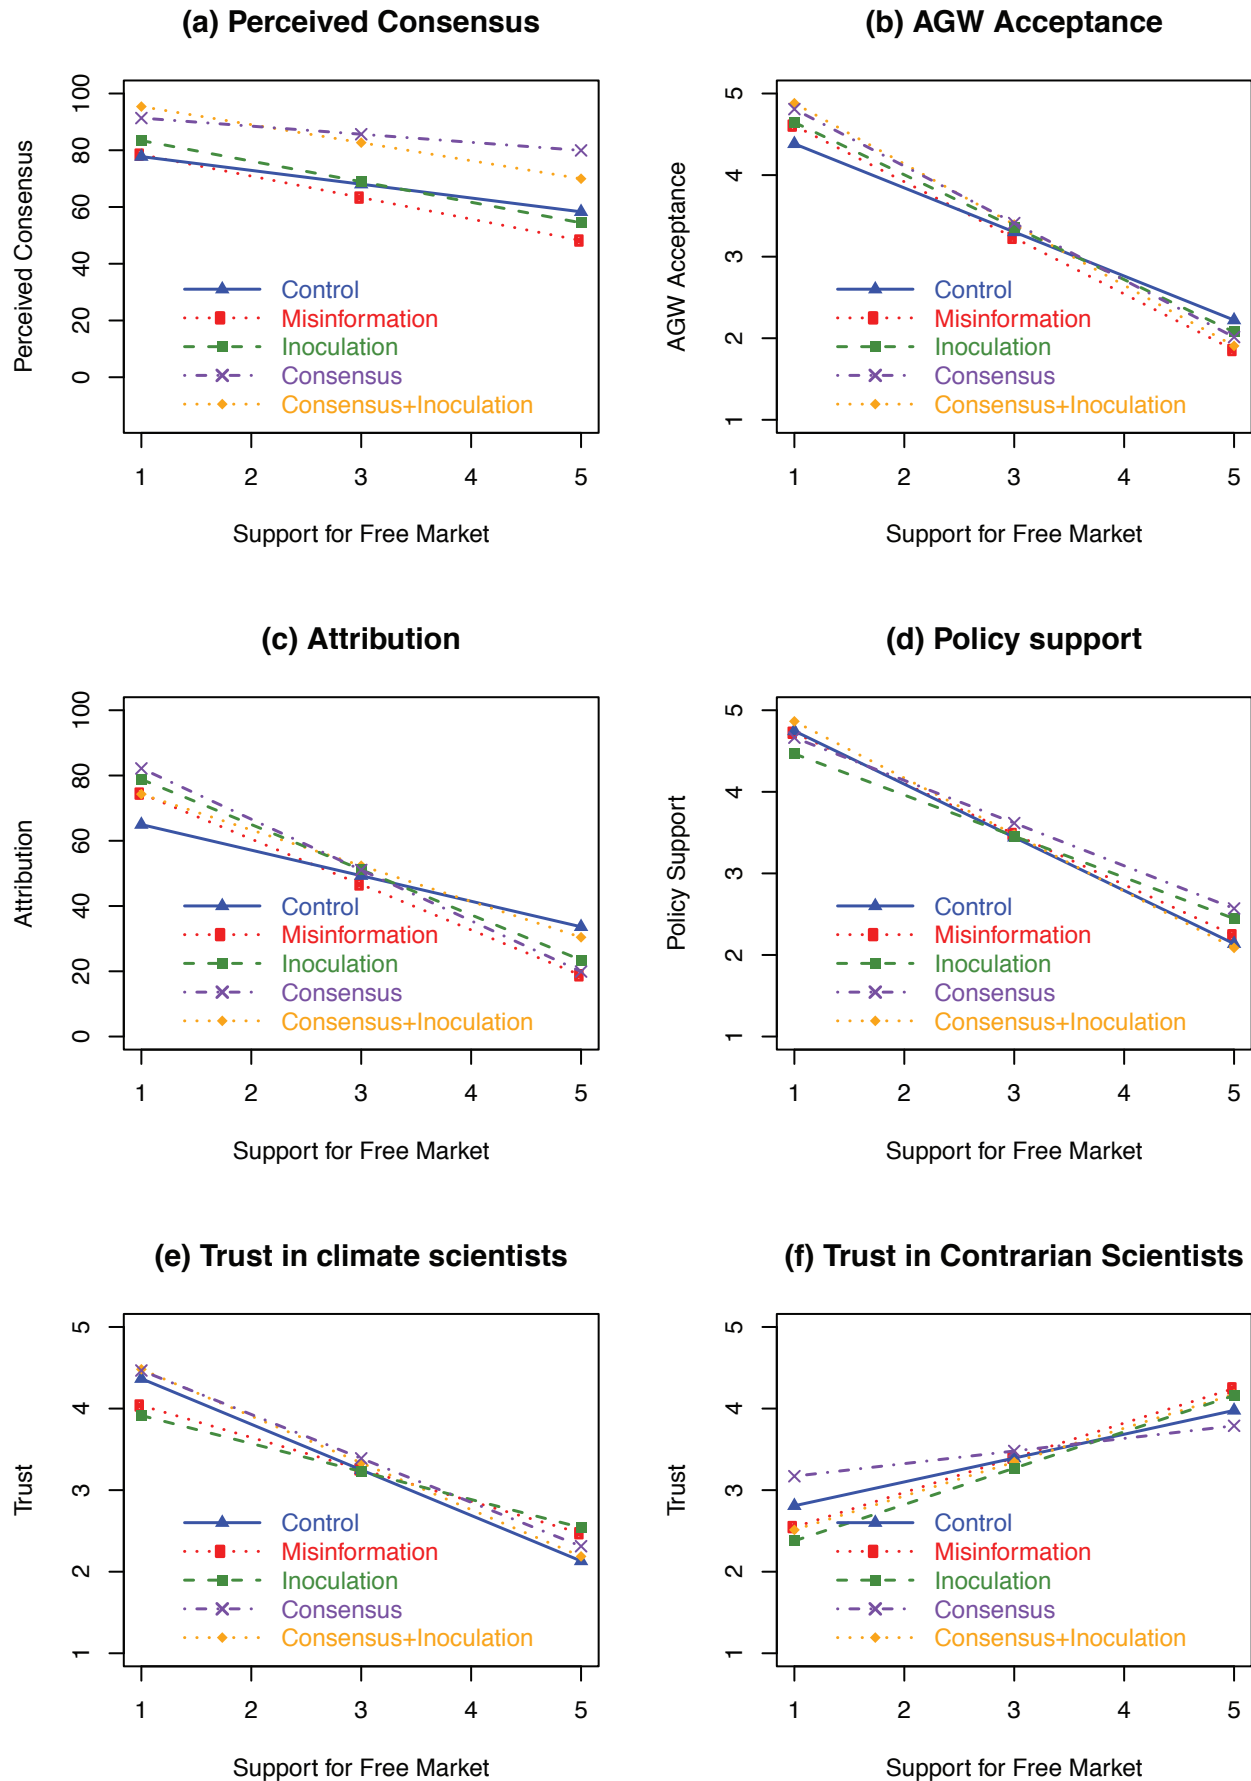 (a) Perceived Consensus
Perceived Consensus
100
80
60
40
20
0
Control
Misinformation
Inoculation
Consensus
Consensus+Inoculation
1 2 3 4 5
Support for Free Market
(b) AGW Acceptance
AGW Acceptance
5
4
3
2
1
Control
Misinformation
Inoculation
Consensus
Consensus+Inoculation
1 2 3 4 5
Support for Free Market
(c) Attribution
Attribution
100
80
60
40
20
0
Control
Misinformation
Inoculation
Consensus
Consensus+Inoculation
1 2 3 4 5
Support for Free Market
(d) Policy support
Policy Support
5
4
3
2
1
Control
Misinformation
Inoculation
Consensus
Consensus+Inoculation
1 2 3 4 5
Support for Free Market
(e) Trust in climate scientists
Trust
5
4
3
2
1
Control
Misinformation
Inoculation
Consensus
Consensus+Inoculation
1 2 3 4 5
Support for Free Market
(f) Trust in Contrarian Scientists
Trust
5
4
3
2
1
Control
Misinformation
Inoculation
Consensus
Consensus+Inoculation
1 2 3 4 5
Support for Free Market